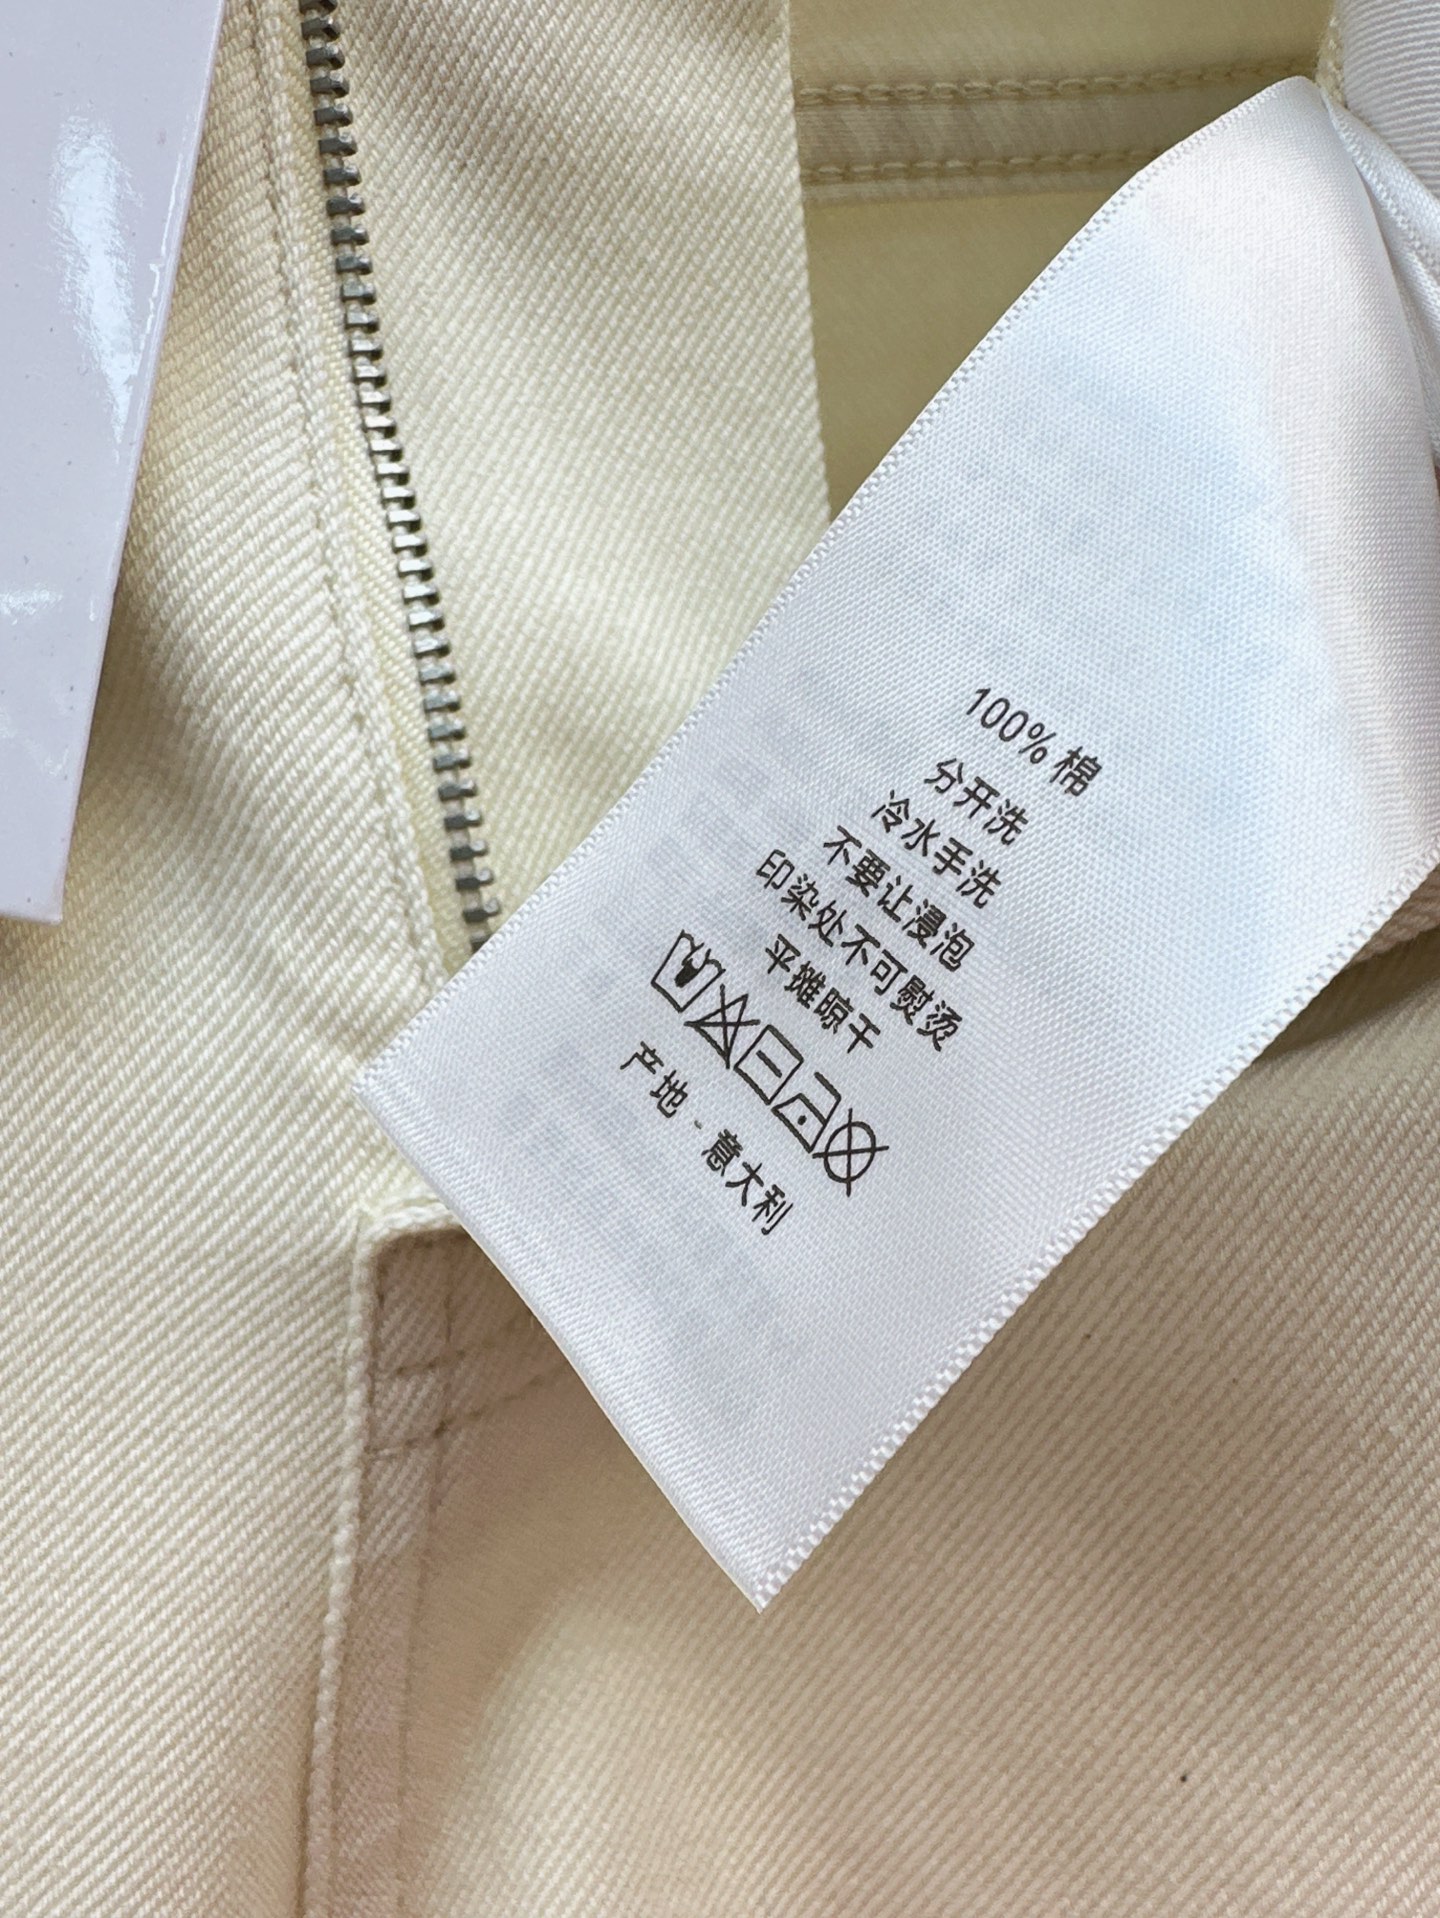 100% 棉
分开洗
冷水手洗
不要让浸泡
印染处不可熨烫
平摊晾干
产地 · 意大利